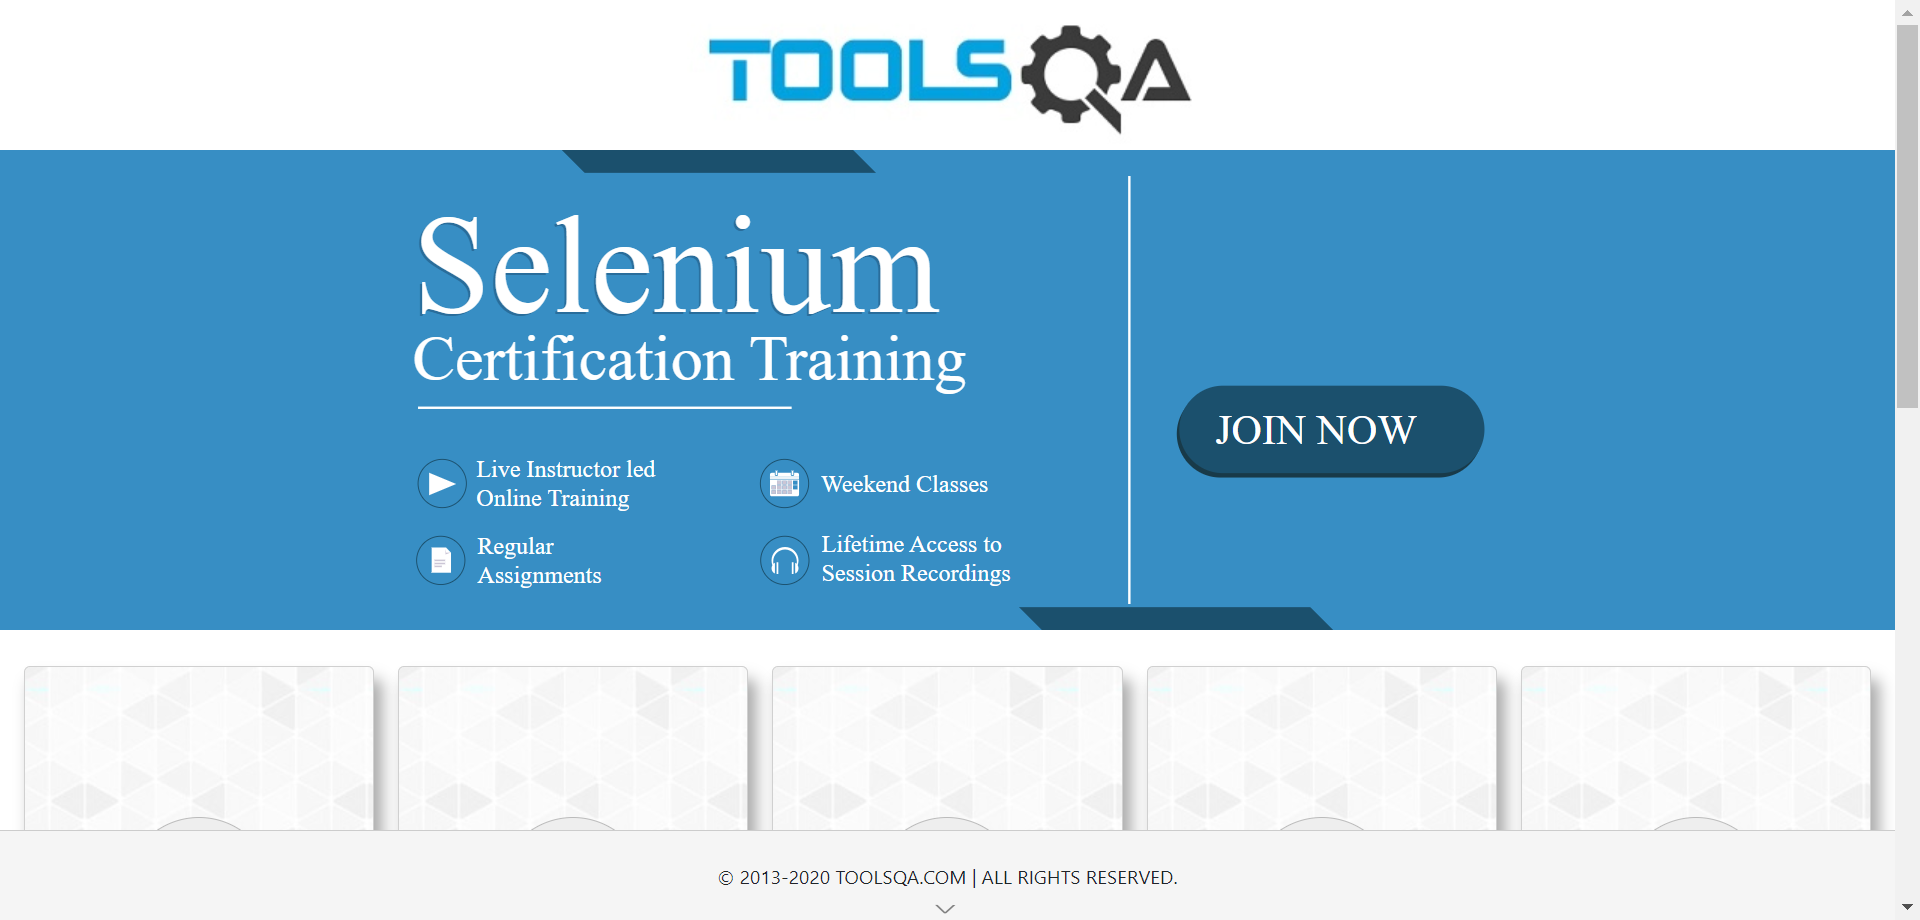 TOOLSQA
Selenium
Certification Training
Live Instructor led
Online Training
Weekend Classes
Regular
Assignments
Lifetime Access to
Session Recordings
JOIN NOW
© 2013-2020 TOOLSQA.COM | ALL RIGHTS RESERVED.